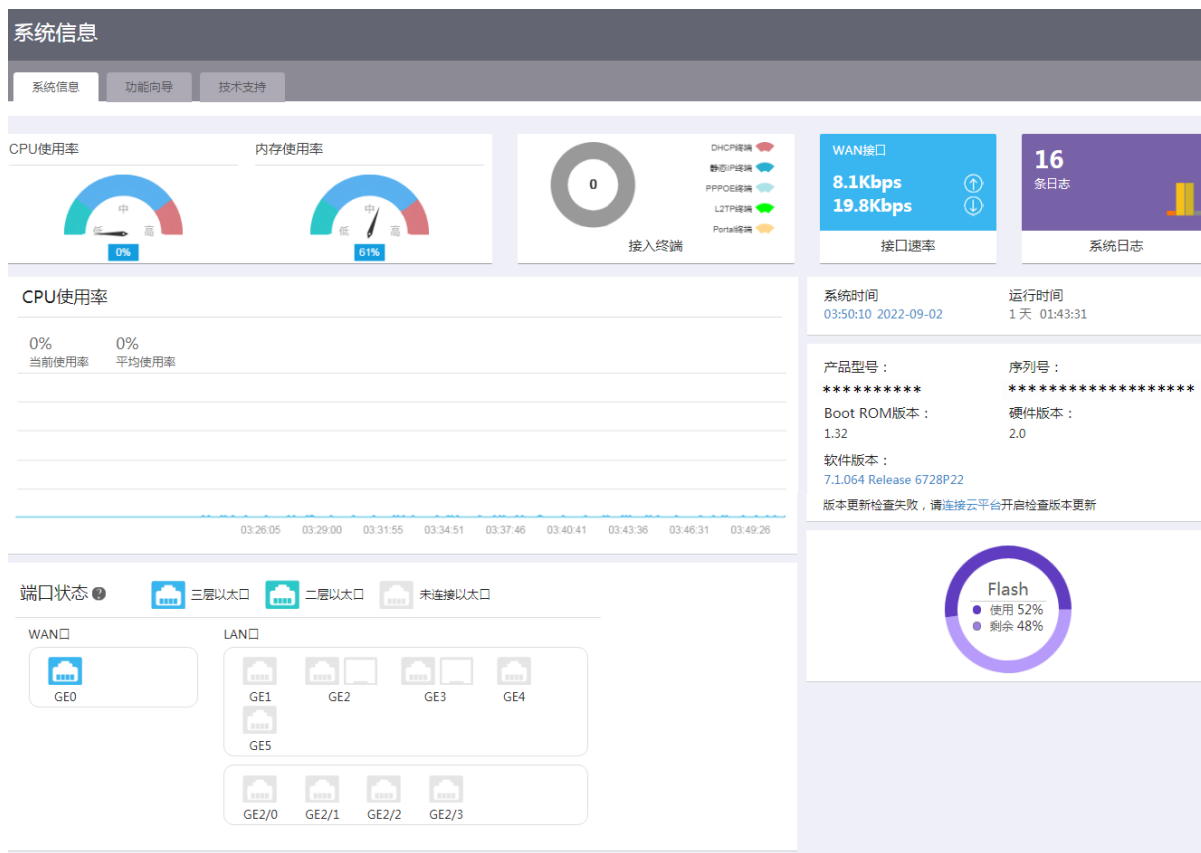 系统信息
系统信息 功能向导 技术支持
CPU使用率
中
低 高
0%
内存使用率
中
低 高
61%
0
DHCP终端
静态IP终端
PPPOE终端
L2TP终端
Portal终端
接入终端
WAN接口
8.1Kbps
19.8Kbps
接口速率
16
条日志
系统日志
CPU使用率
0% 0%
当前使用率 平均使用率
03:26:05 03:29:00 03:31:55 03:34:51 03:37:46 03:40:41 03:43:36 03:46:31 03:49:26
系统时间 运行时间
03:50:10 2022-09-02 1 天 01:43:31
产品型号： 序列号：
********** *******************
Boot ROM版本： 硬件版本：
1.32 2.0
软件版本：
7.1.064 Release 6728P22
版本更新检查失败，请连接云平台开启检查版本更新
端口状态 ? 三层以太口 二层以太口 未连接以太口
WAN口 LAN口
GE0
GE1 GE2 GE3 GE4
GE5
GE2/0 GE2/1 GE2/2 GE2/3
Flash
使用 52%
剩余 48%